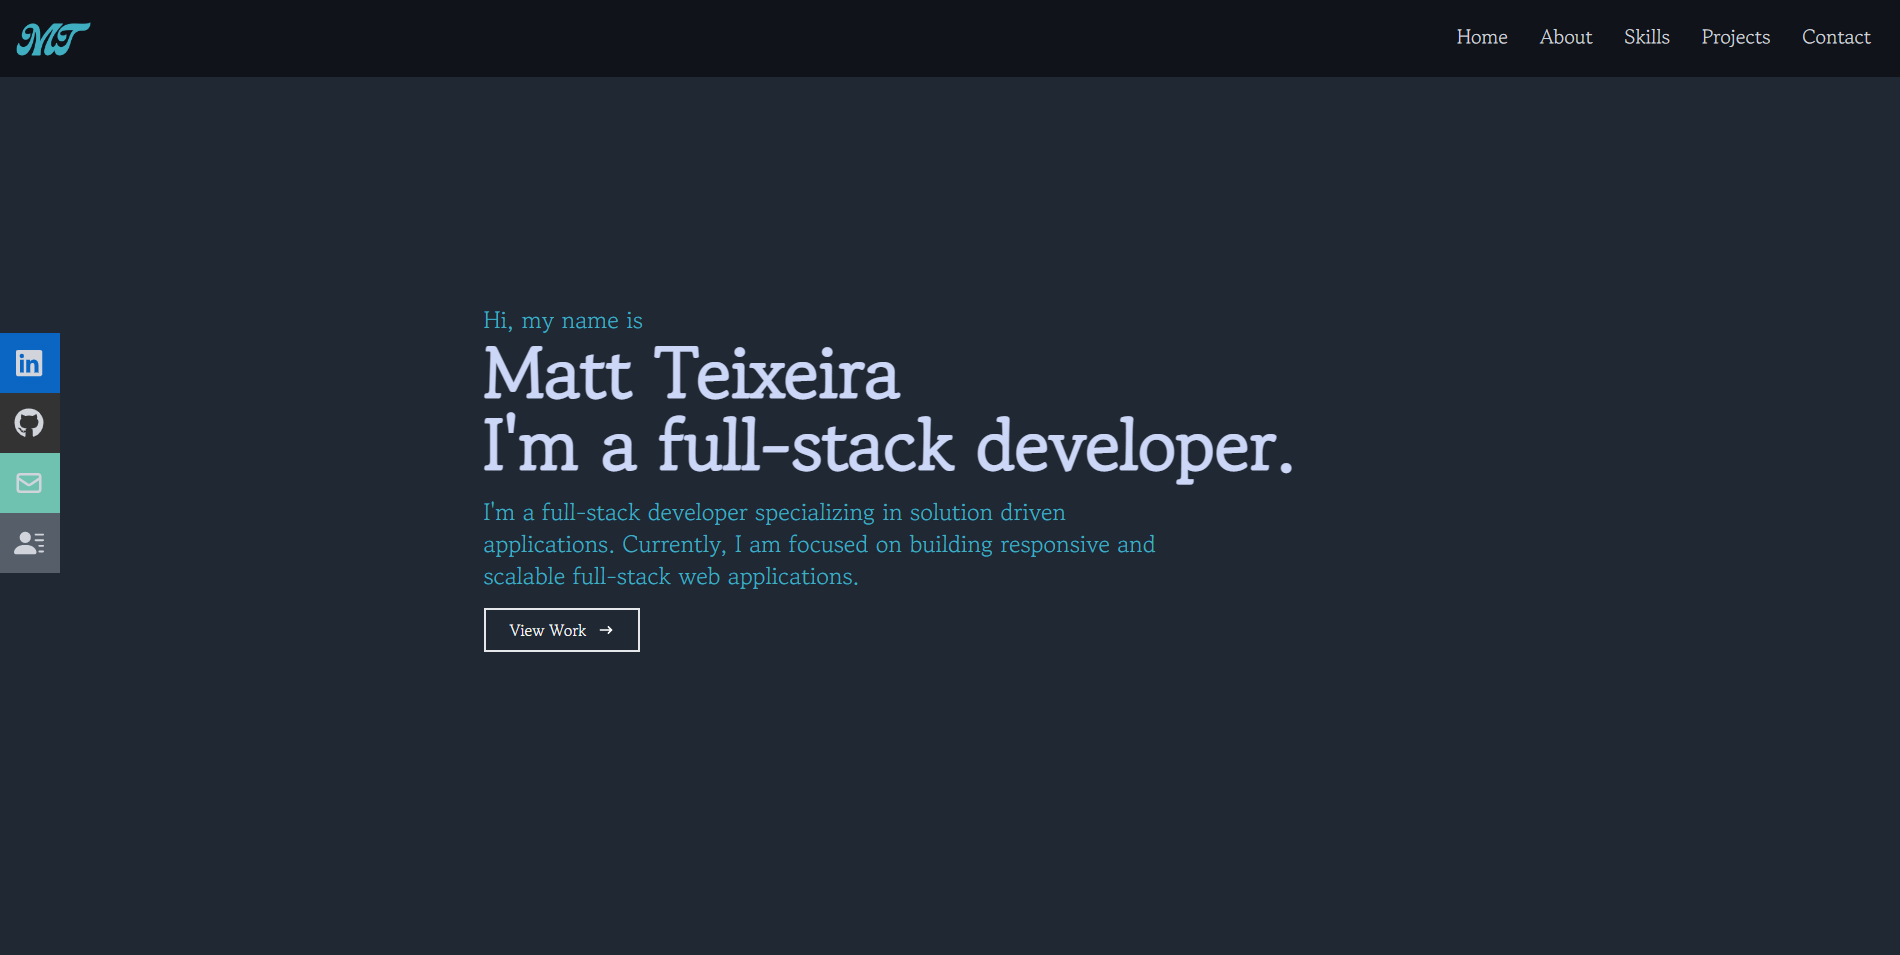 MT
Home About Skills Projects Contact
Hi, my name is
Matt Teixeira
I'm a full-stack developer.
I'm a full-stack developer specializing in solution driven
applications. Currently, I am focused on building responsive and
scalable full-stack web applications.
View Work →
in